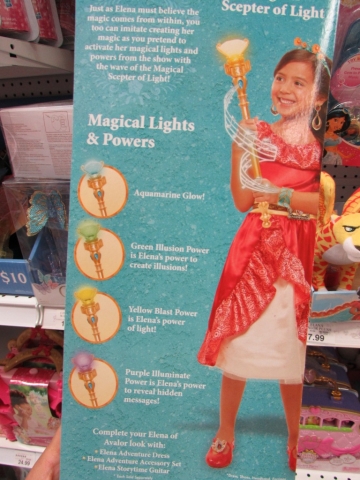 Scepter of Light
Just as Elena must believe the
magic comes from within, you
too can imitate creating her
magic as you pretend to
activate her magical lights and
powers from the show with
the wave of the Magical
Scepter of Light!
Magical Lights
& Powers
Aquamarine Glow!
Green Illusion Power
is Elena's power to
create illusions!
Yellow Blast Power
is Elena's power
of light!
Purple Illuminate
Power is Elena's power
to reveal hidden
messages!
Complete your Elena of
Avalor look with:
• Elena Adventure Dress
• Elena Adventure Accessory Set
• Elena Storytime Guitar
$10
7.99
24.99